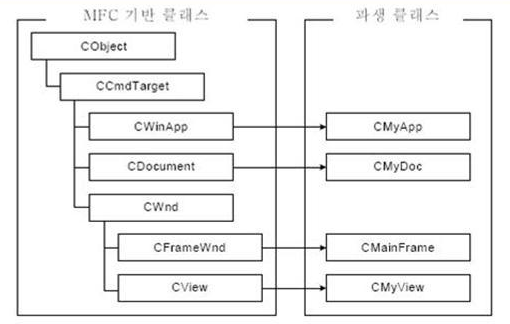 MFC 기반 클래스
파생 클래스
CObject
CCmdTarget
CWinApp
CMyApp
CDocument
CMyDoc
CWnd
CFrameWnd
CMainFrame
CView
CMyView